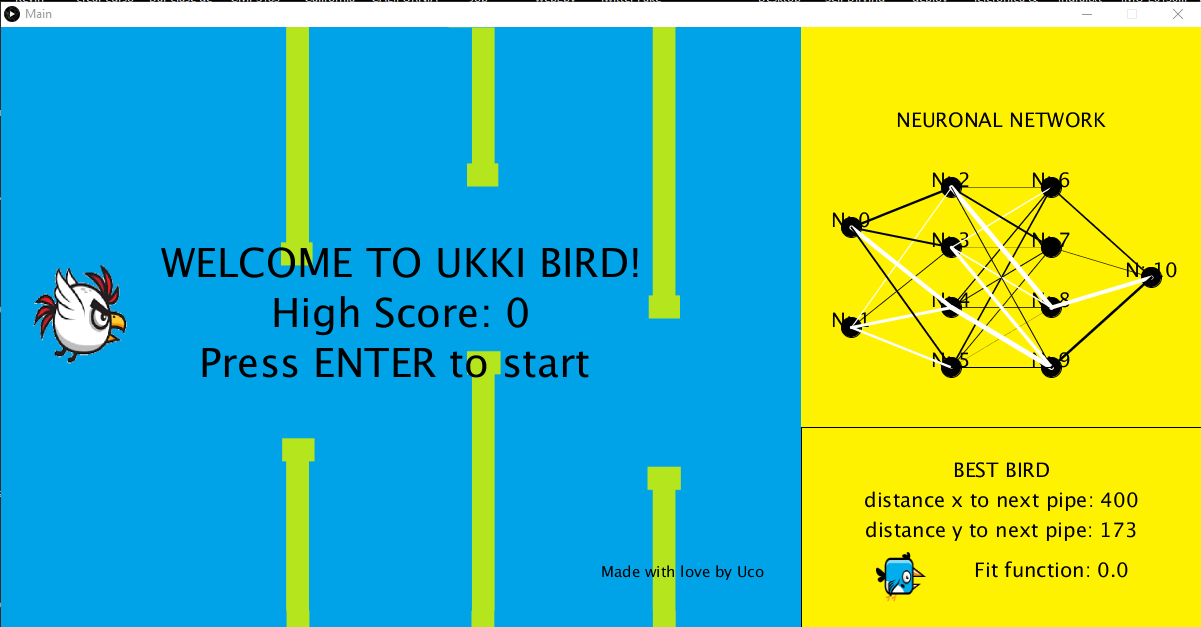 Main
WELCOME TO UKKI BIRD!
High Score: 0
Press ENTER to start
Made with love by Uco
NEURONAL NETWORK
N: 0
N: 1
N: 2
N: 3
N: 4
N: 5
N: 6
N: 7
N: 8
N: 9
N: 10
BEST BIRD
distance x to next pipe: 400
distance y to next pipe: 173
Fit function: 0.0